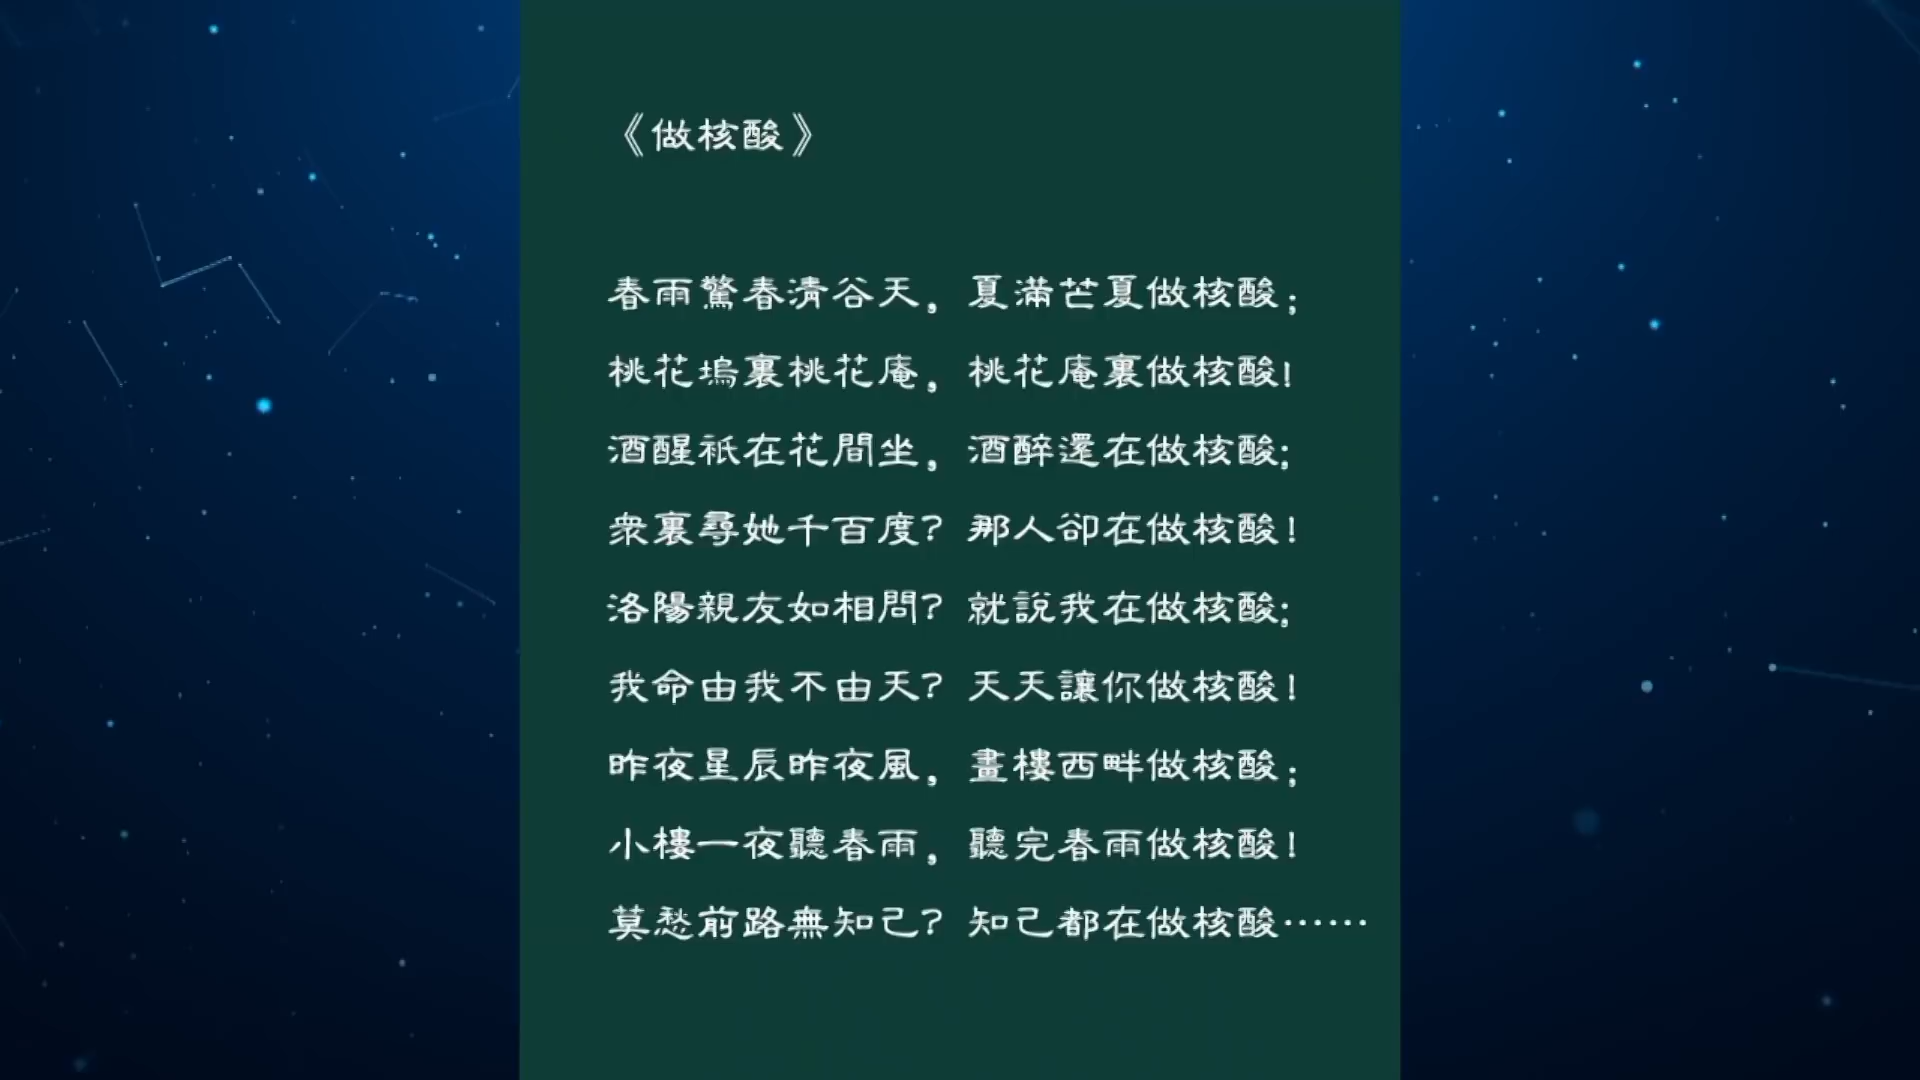 《做核酸》
春雨驚春清谷天，夏滿芒夏做核酸；
桃花塢裏桃花庵，桃花庵裏做核酸！
酒醒衹在花間坐，酒醉還在做核酸；
衆裏尋她千百度？那人卻在做核酸！
洛陽親友如相問？就說我在做核酸；
我命由我不由天？天天讓你做核酸！
昨夜星辰昨夜風，畫樓西畔做核酸；
小樓一夜聽春雨，聽完春雨做核酸！
莫愁前路無知己？知己都在做核酸……